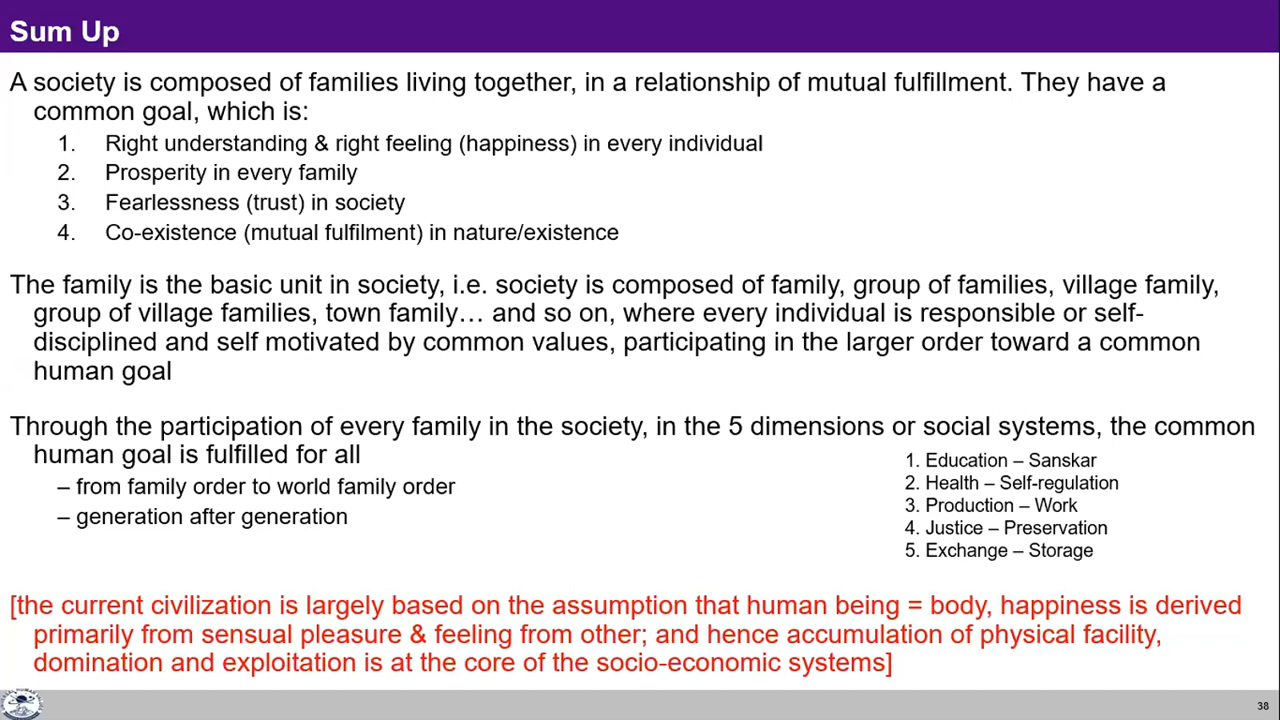 Sum Up
A society is composed of families living together, in a relationship of mutual fulfillment. They have a
common goal, which is:
1. Right understanding & right feeling (happiness) in every individual
2. Prosperity in every family
3. Fearlessness (trust) in society
4. Co-existence (mutual fulfilment) in nature/existence
The family is the basic unit in society, i.e. society is composed of family, group of families, village family,
group of village families, town family… and so on, where every individual is responsible or self-
disciplined and self motivated by common values, participating in the larger order toward a common
human goal
Through the participation of every family in the society, in the 5 dimensions or social systems, the common
human goal is fulfilled for all
– from family order to world family order
– generation after generation
1. Education – Sanskar
2. Health – Self-regulation
3. Production – Work
4. Justice – Preservation
5. Exchange – Storage
[the current civilization is largely based on the assumption that human being = body, happiness is derived
primarily from sensual pleasure & feeling from other; and hence accumulation of physical facility,
domination and exploitation is at the core of the socio-economic systems]
38